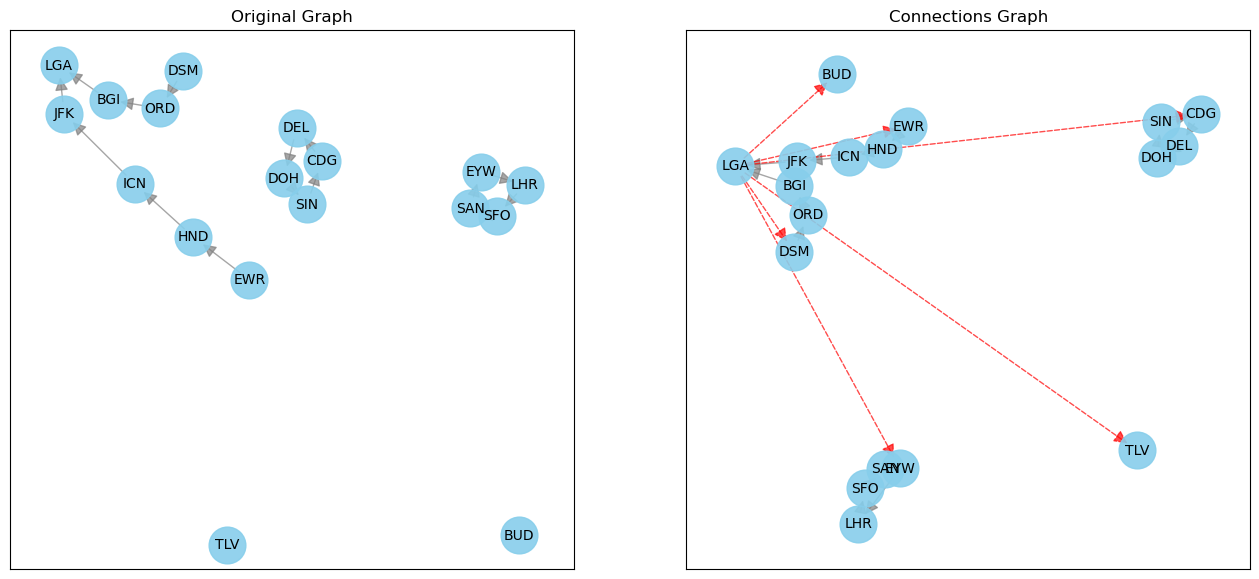 Original Graph
LGA
DSM
BGI
ORD
JFK
DEL
CDG
EYW
DOH
LHR
ICN
SIN
SAN
SFO
HND
EWR
BUD
TLV
Connections Graph
BUD
CDG
SIN
EWR
DEL
HND
ICN
DOH
JFK
LGA
BGI
ORD
DSM
TLV
SAN
EYW
SFO
LHR